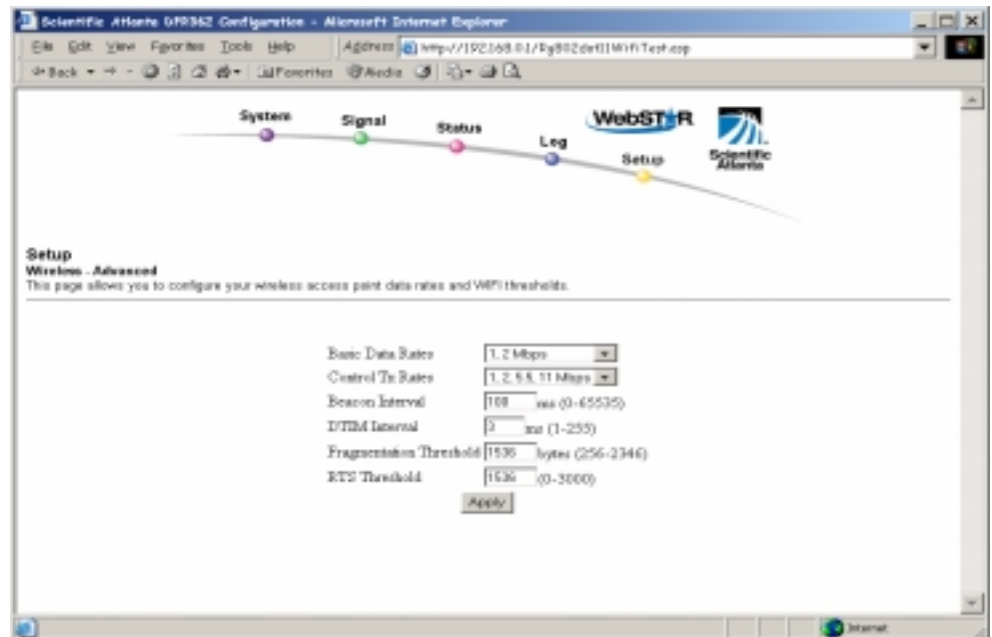 Scientific Atlanta DPR362 Configuration - Microsoft Internet Explorer
File Edit View Favorites Tools Help Address
Back Favorites Media
System
Signal
Status
Log
Setup
WebSTAR
Scientific
Atlanta
Setup
Wireless - Advanced
This page allows you to configure your wireless access point data rates and WIFI thresholds.
Basic Data Rates 1, 2 Mbps
Control Tx Rates 1, 2, 5.5, 11 Mbps
Beacon Interval 100 ms (0-65535)
DTIM Interval 3 ms (1-255)
Fragmentation Threshold 1536 bytes (256-2346)
RTS Threshold 1536 (0-3000)
Apply
Internet